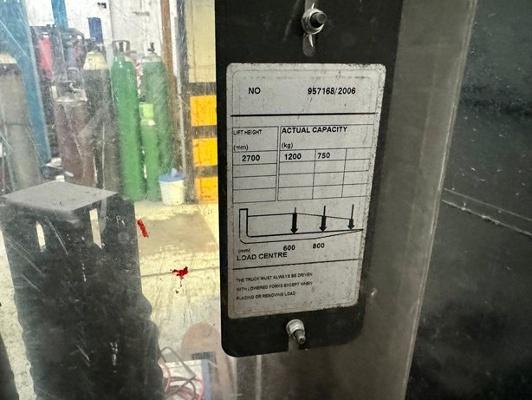 NO 957168/2006
LIFT HEIGHT ACTUAL CAPACITY
(mm) (kg)
2700 1200 750
600 800
(mm)
LOAD CENTRE
THE TRUCK MUST ALWAYS BE DRIVEN
WITH LOWERED FORKS EXCEPT WHEN
PLACING OR REMOVING LOAD